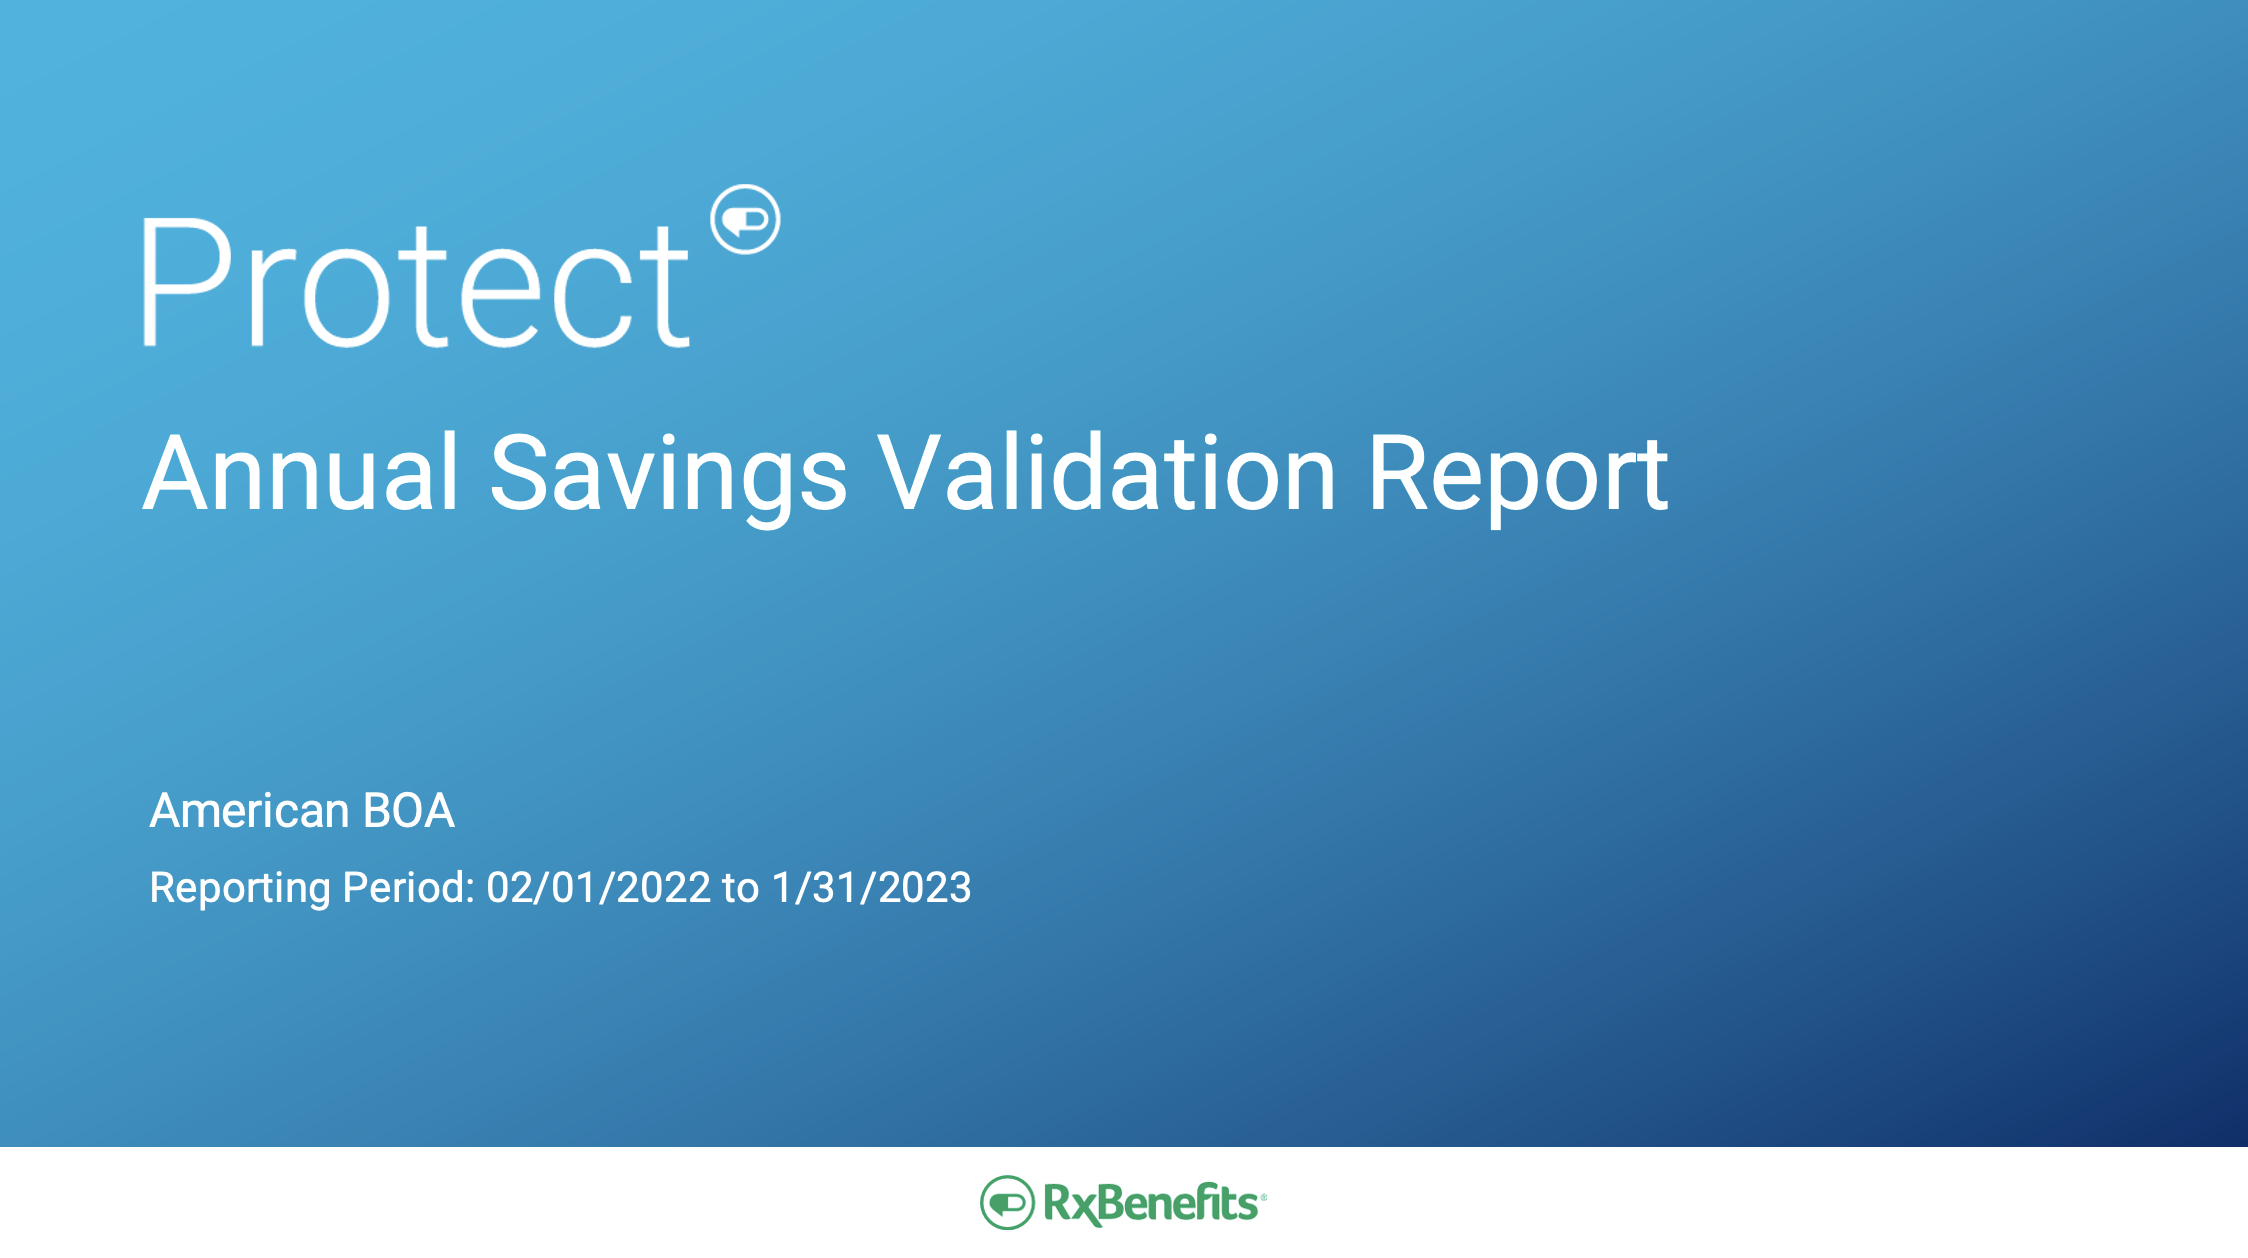 Protect
Annual Savings Validation Report
American BOA
Reporting Period: 02/01/2022 to 1/31/2023
RxBenefits®